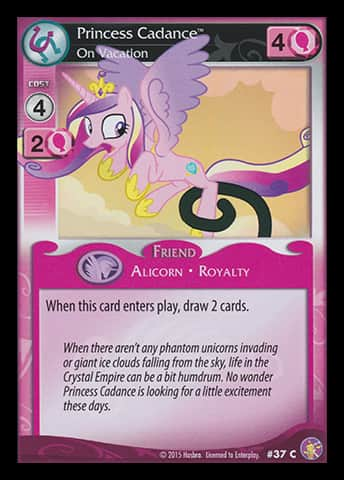 Princess Cadance™
On Vacation
4
COST
4
2
FRIEND
ALICORN • ROYALTY
When this card enters play, draw 2 cards.
When there aren't any phantom unicorns invading
or giant ice clouds falling from the sky, life in the
Crystal Empire can be a bit humdrum. No wonder
Princess Cadance is looking for a little excitement
these days.
© 2015 Hasbro. Licensed to Enterplay. #37 C